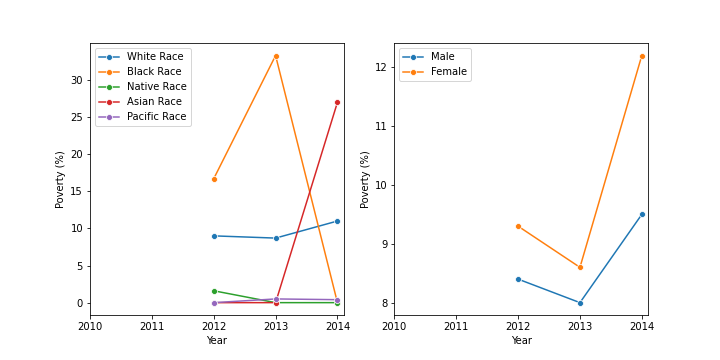 White Race
Black Race
Native Race
Asian Race
Pacific Race
Poverty (%)
30
25
20
15
10
5
0
2010 2011 2012 2013 2014
Year
Male
Female
Poverty (%)
12
11
10
9
8
2010 2011 2012 2013 2014
Year